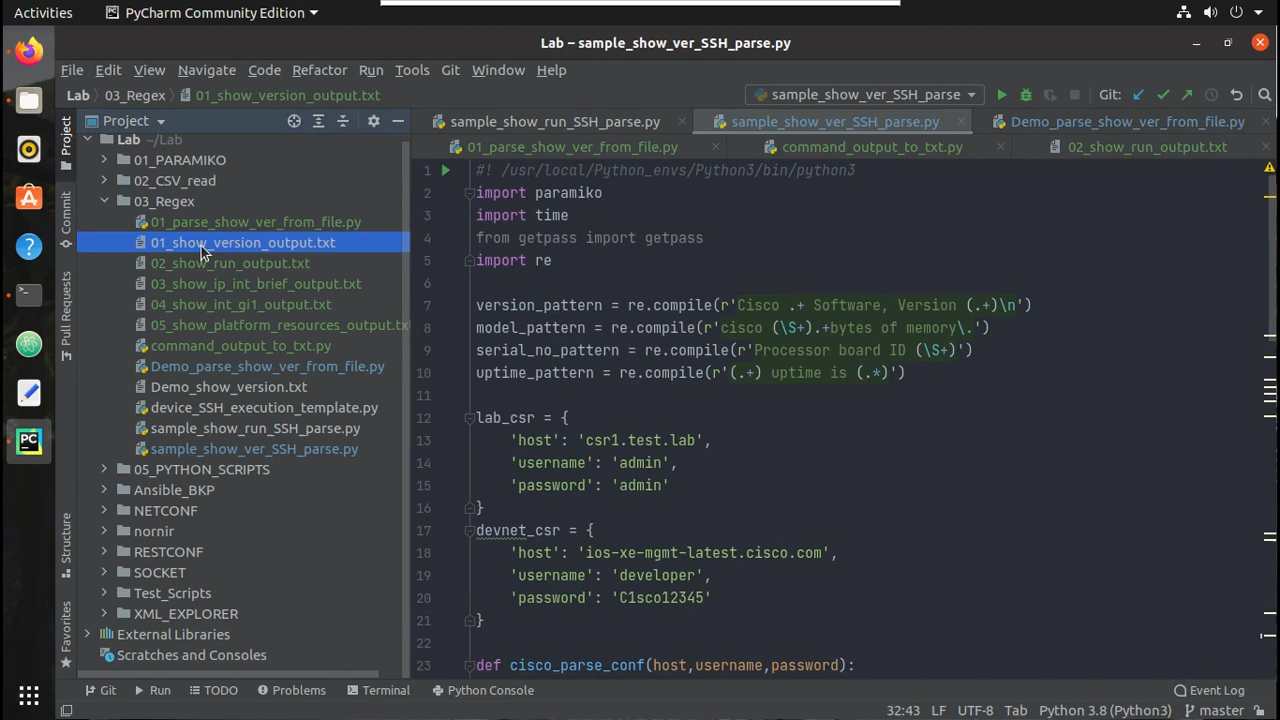 Activities
PyCharm Community Edition
Lab – sample_show_ver_SSH_parse.py
File Edit View Navigate Code Refactor Run Tools Git Window Help
Lab 03_Regex 01_show_version_output.txt
sample_show_ver_SSH_parse
Git:
Project
sample_show_run_SSH_parse.py
sample_show_ver_SSH_parse.py
Demo_parse_show_ver_from_file.py
01_parse_show_ver_from_file.py
command_output_to_txt.py
02_show_run_output.txt
Project
Commit
Pull Requests
Structure
Favorites
Lab ~/Lab
01_PARAMIKO
02_CSV_read
03_Regex
01_parse_show_ver_from_file.py
01_show_version_output.txt
02_show_run_output.txt
03_show_ip_int_brief_output.txt
04_show_int_gi1_output.txt
05_show_platform_resources_output.txt
command_output_to_txt.py
Demo_parse_show_ver_from_file.py
Demo_show_version.txt
device_SSH_execution_template.py
sample_show_run_SSH_parse.py
sample_show_ver_SSH_parse.py
05_PYTHON_SCRIPTS
Ansible_BKP
NETCONF
nornir
RESTCONF
SOCKET
Test_Scripts
XML_EXPLORER
External Libraries
Scratches and Consoles
1 #! /usr/local/Python_envs/Python3/bin/python3
2 import paramiko
3 import time
4 from getpass import getpass
5 import re
6
7 version_pattern = re.compile(r'Cisco .+ Software, Version (.+)\n')
8 model_pattern = re.compile(r'cisco (\S+).+bytes of memory\.')
9 serial_no_pattern = re.compile(r'Processor board ID (\S+)')
10 uptime_pattern = re.compile(r'(.+) uptime is (.*)')
11
12 lab_csr = {
13 'host': 'csr1.test.lab',
14 'username': 'admin',
15 'password': 'admin'
16 }
17 devnet_csr = {
18 'host': 'ios-xe-mgmt-latest.cisco.com',
19 'username': 'developer',
20 'password': 'C1sco12345'
21 }
22
23 def cisco_parse_conf(host,username,password):
Git Run TODO Problems Terminal Python Console Event Log
32:43 LF UTF-8 Tab Python 3.8 (Python3) master